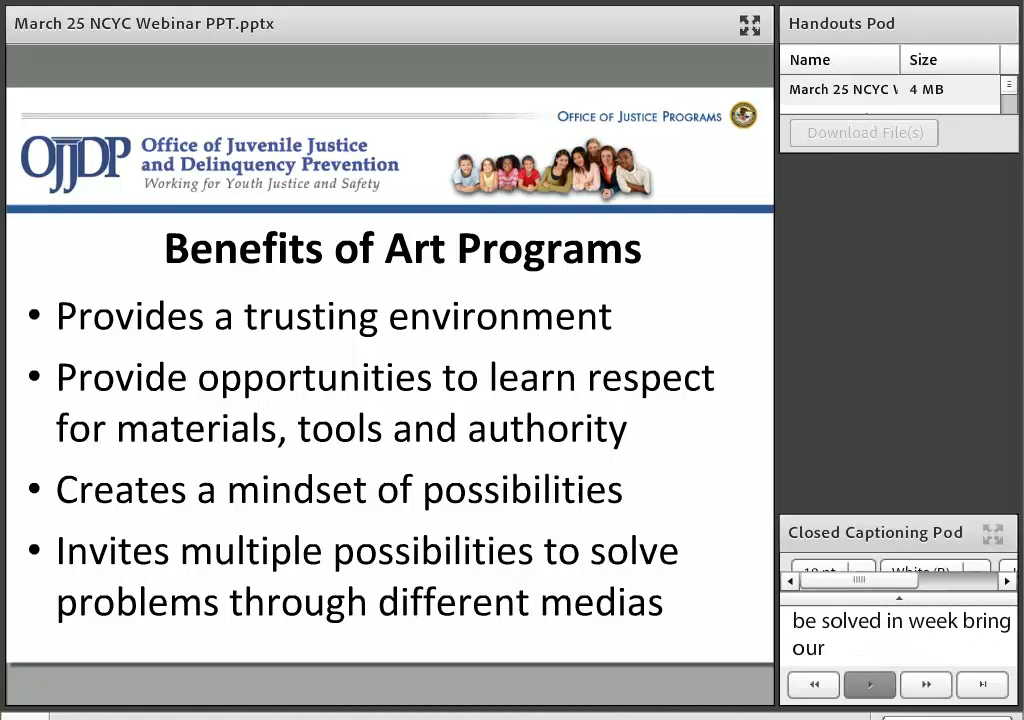 March 25 NCYC Webinar PPT.pptx
Handouts Pod
Name Size
March 25 NCYC 4 MB
Download File(s)
OFFICE OF JUSTICE PROGRAMS
OJJDP
Office of Juvenile Justice
and Delinquency Prevention
Working for Youth Justice and Safety
Benefits of Art Programs
• Provides a trusting environment
• Provide opportunities to learn respect
for materials, tools and authority
• Creates a mindset of possibilities
• Invites multiple possibilities to solve
problems through different medias
Closed Captioning Pod
be solved in week bring
our